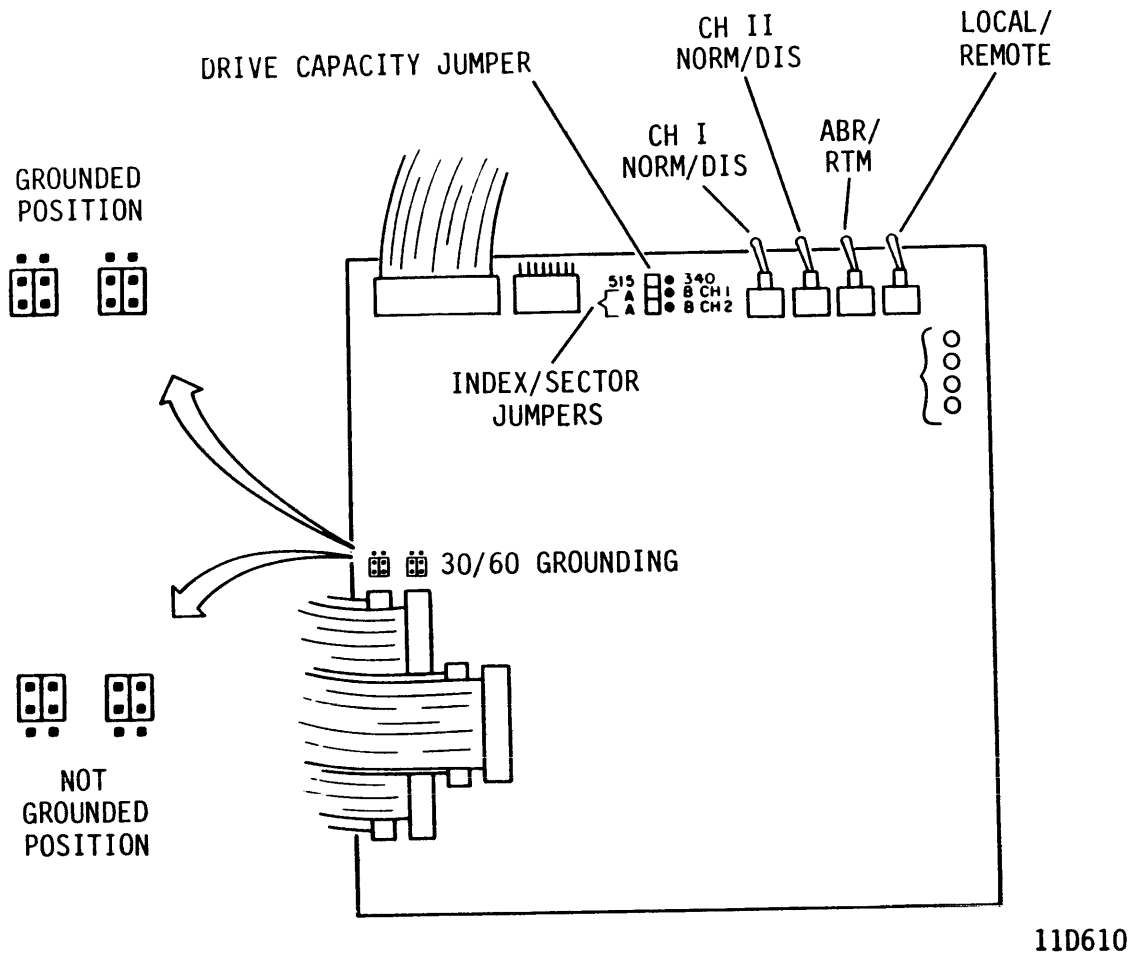 CH II
NORM/DIS
LOCAL/
REMOTE
DRIVE CAPACITY JUMPER
CH I
NORM/DIS
ABR/
RTM
GROUNDED
POSITION
515 340
A B CH1
A B CH2
INDEX/SECTOR
JUMPERS
30/60 GROUNDING
NOT
GROUNDED
POSITION
11D610